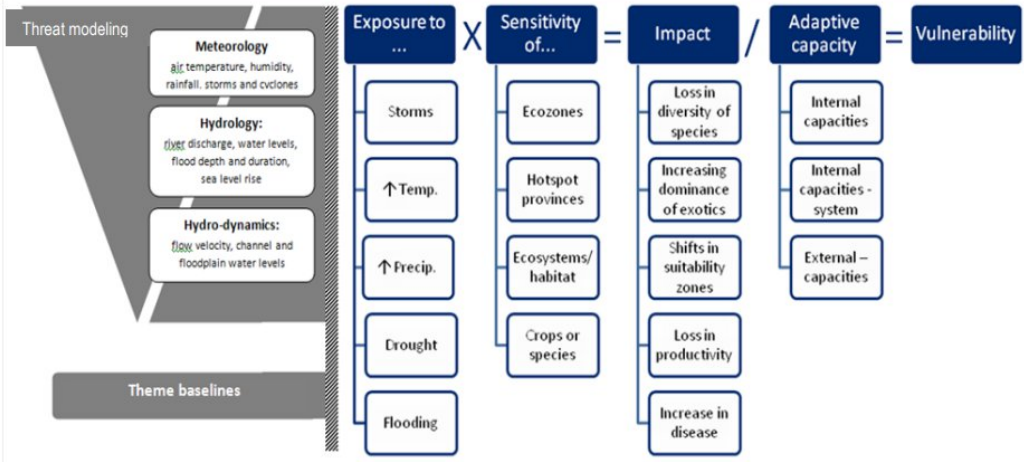 Threat modeling
Meteorology
air temperature, humidity,
rainfall, storms and cyclones
Hydrology:
river discharge, water levels,
flood depth and duration,
sea level rise
Hydro-dynamics:
flow velocity, channel and
floodplain water levels
Theme baselines
Exposure to
...
X
Sensitivity
of...
=
Impact
/
Adaptive
capacity
=
Vulnerability
Storms
↑Temp.
↑Precip.
Drought
Flooding
Ecozones
Hotspot
provinces
Ecosystems/
habitat
Crops or
species
Loss in
diversity of
species
Increasing
dominance
of exotics
Shifts in
suitability
zones
Loss in
productivity
Increase in
disease
Internal
capacities
Internal
capacities -
system
External –
capacities